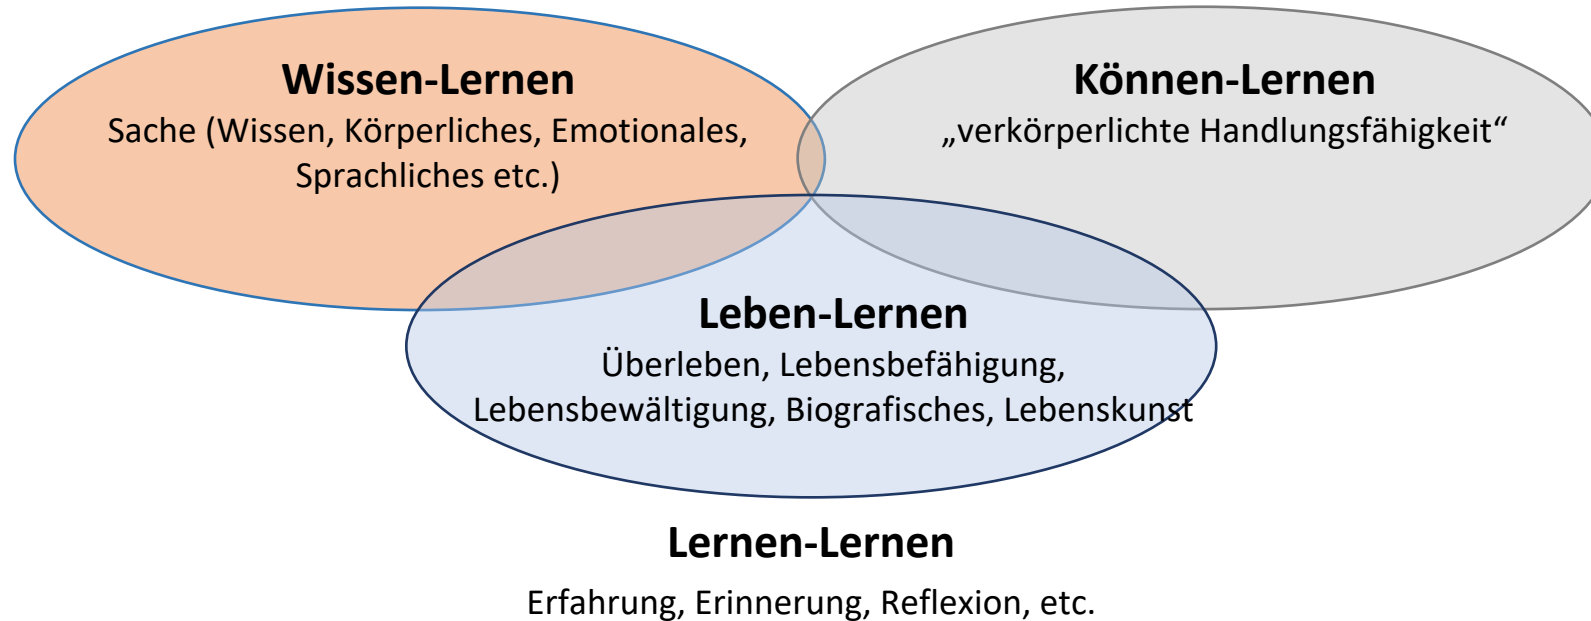 Wissen-Lernen
Sache (Wissen, Körperliches, Emotionales,
Sprachliches etc.)
Können-Lernen
„verkörperlichte Handlungsfähigkeit“
Leben-Lernen
Überleben, Lebensbefähigung,
Lebensbewältigung, Biografisches, Lebenskunst
Lernen-Lernen
Erfahrung, Erinnerung, Reflexion, etc.